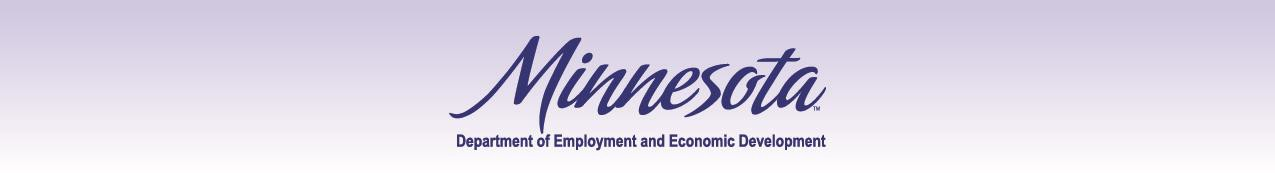 Minnesota™
Department of Employment and Economic Development